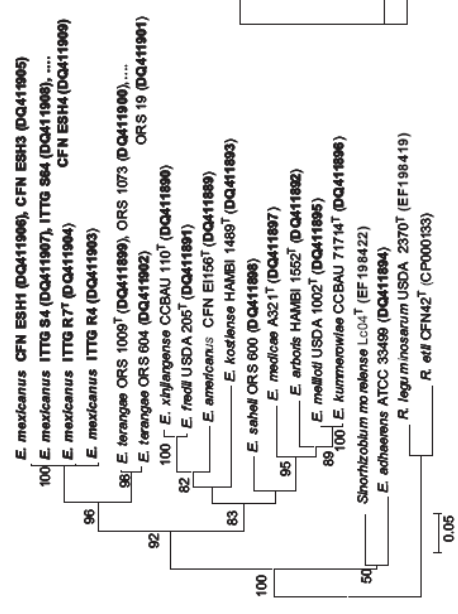 E. mexicanus CFN ESH1 (DQ411906), CFN ESH3 (DQ411905)
E. mexicanus ITTG S4 (DQ411907), ITTG S64 (DQ411908), ....
E. mexicanus ITTG R7ᵀ (DQ411904) CFN ESH4 (DQ411909)
E. mexicanus ITTG R4 (DQ411903)
E. terangae ORS 1009ᵀ (DQ411899), ORS 1073 (DQ411900),....
E. terangae ORS 604 (DQ411902) ORS 19 (DQ411901)
E. xinjiangense CCBAU 110ᵀ (DQ411890)
E. fredii USDA 205ᵀ (DQ411891)
E. americanus CFN EI156ᵀ (DQ411889)
E. kostiense HAMBI 1489ᵀ (DQ411893)
E. saheli ORS 600 (DQ411898)
E. medicae A321ᵀ (DQ411897)
E. arboris HAMBI 1552ᵀ (DQ411892)
E. meliloti USDA 1002ᵀ (DQ411895)
E. kummerowiae CCBAU 71714ᵀ (DQ411896)
Sinorhizobium morelense Lc04ᵀ (EF198422)
E. adhaerens ATCC 33499 (DQ411894)
R. leguminosarum USDA 2370ᵀ (EF198419)
R. etli CFN42ᵀ (CP000133)
100
96
98
92
100
82
83
95
89
100
50
100
0.05